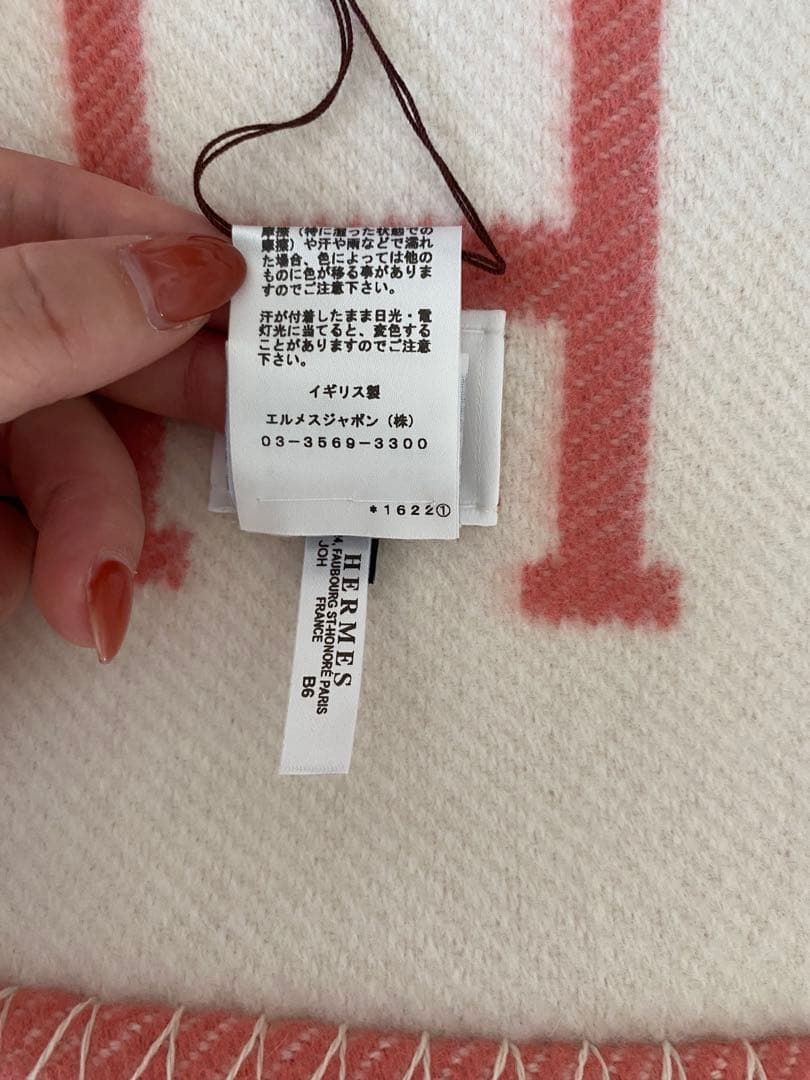 摩擦（特に湿った状態での
摩擦）や汗や雨などで濡れ
た場合、色によっては他の
ものに色が移る事がありま
すのでご注意下さい。
汗が付着したまま日光・電
灯光に当てると、変色する
ことがありますのでご注意
下さい。
イギリス製
エルメスジャポン（株）
03-3569-3300
*1622①
HERMES
4, FAUBOURG ST-HONORÉ PARIS
FRANCE
JOH B6